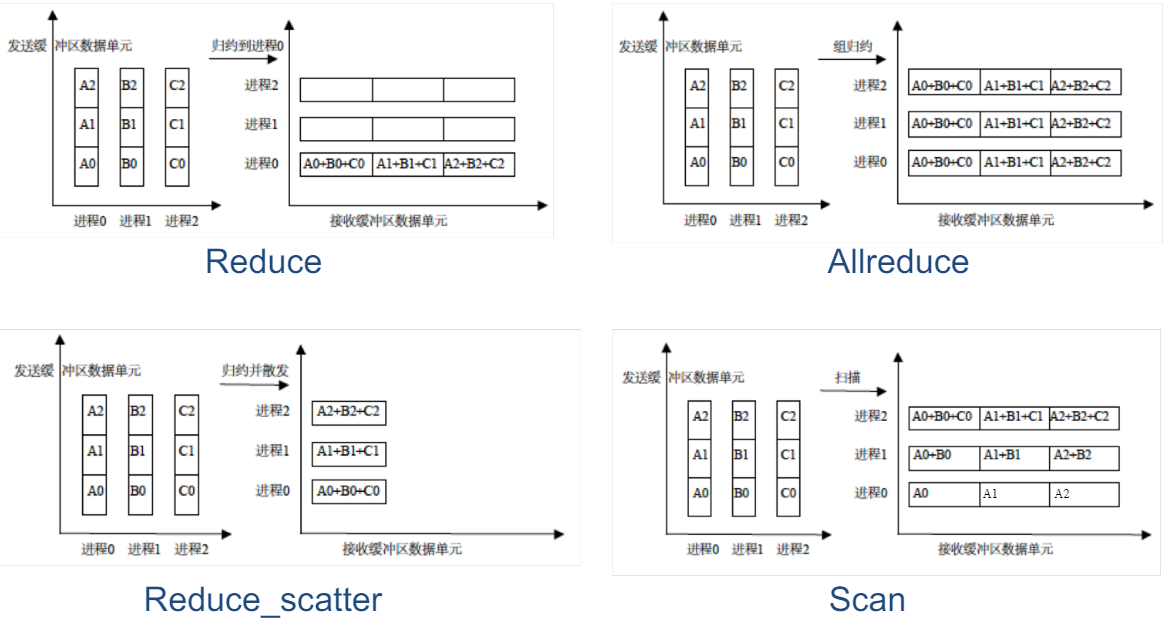 发送缓 冲区数据单元 归约到进程0
A2 B2 C2 进程2
A1 B1 C1 进程1
A0 B0 C0 进程0 A0+B0+C0 A1+B1+C1 A2+B2+C2
进程0 进程1 进程2 接收缓冲区数据单元
Reduce
发送缓 冲区数据单元 组归约
A2 B2 C2 进程2 A0+B0+C0 A1+B1+C1 A2+B2+C2
A1 B1 C1 进程1 A0+B0+C0 A1+B1+C1 A2+B2+C2
A0 B0 C0 进程0 A0+B0+C0 A1+B1+C1 A2+B2+C2
进程0 进程1 进程2 接收缓冲区数据单元
Allreduce
发送缓 冲区数据单元 归约并散发
A2 B2 C2 进程2 A2+B2+C2
A1 B1 C1 进程1 A1+B1+C1
A0 B0 C0 进程0 A0+B0+C0
进程0 进程1 进程2 接收缓冲区数据单元
Reduce_scatter
发送缓 冲区数据单元 扫描
A2 B2 C2 进程2 A0+B0+C0 A1+B1+C1 A2+B2+C2
A1 B1 C1 进程1 A0+B0 A1+B1 A2+B2
A0 B0 C0 进程0 A0 A1 A2
进程0 进程1 进程2 接收缓冲区数据单元
Scan